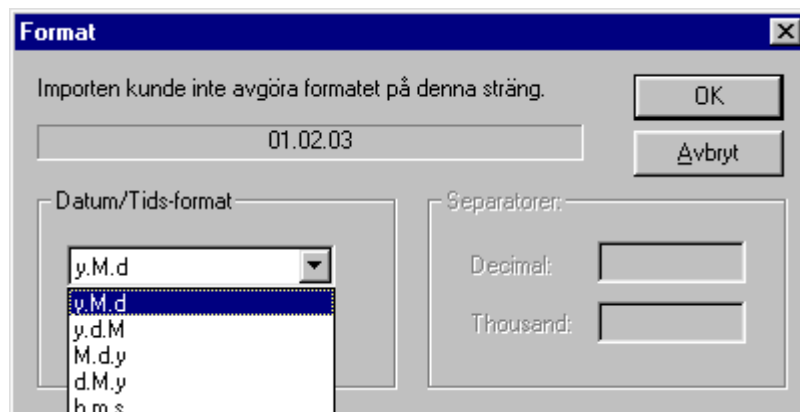 Format
Importen kunde inte avgöra formatet på denna sträng.
OK
01.02.03
Avbryt
Datum/Tids-format
Separatorer:
y.M.d
Decimal:
y.M.d
y.d.M
Thousand:
M.d.y
d.M.y
h.m.s